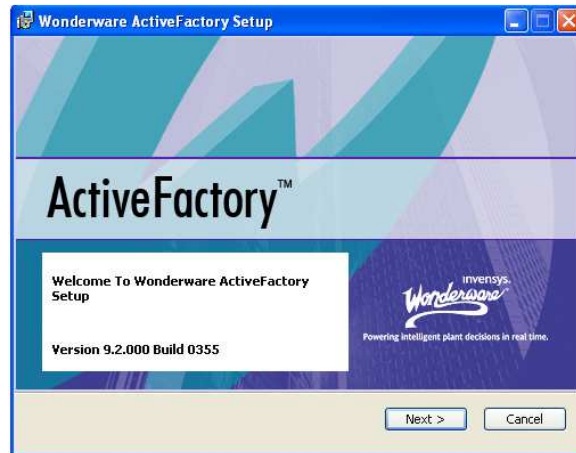 Wonderware ActiveFactory Setup
ActiveFactory™
Welcome To Wonderware ActiveFactory
Setup
Version 9.2.000 Build 0355
invensys.
Wonderware
Powering intelligent plant decisions in real time.
Next >
Cancel